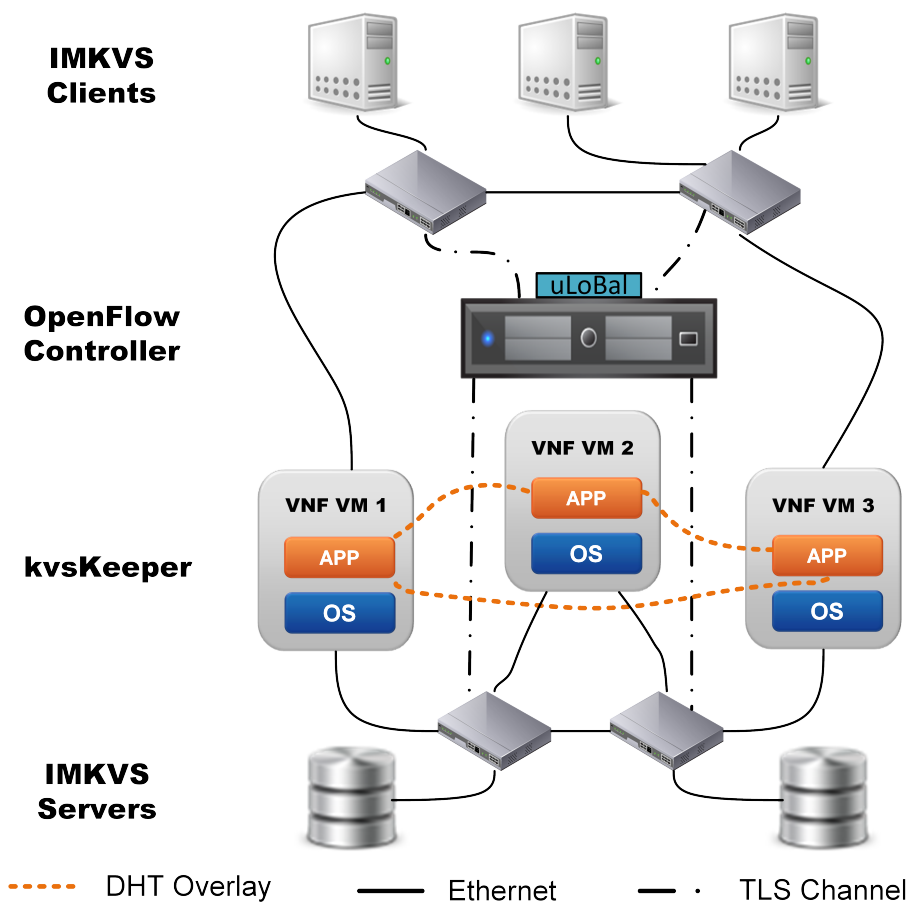 IMKVS
Clients
uLoBal
OpenFlow
Controller
VNF VM 1
APP
OS
VNF VM 2
APP
OS
VNF VM 3
APP
OS
kvsKeeper
IMKVS
Servers
DHT Overlay
Ethernet
TLS Channel